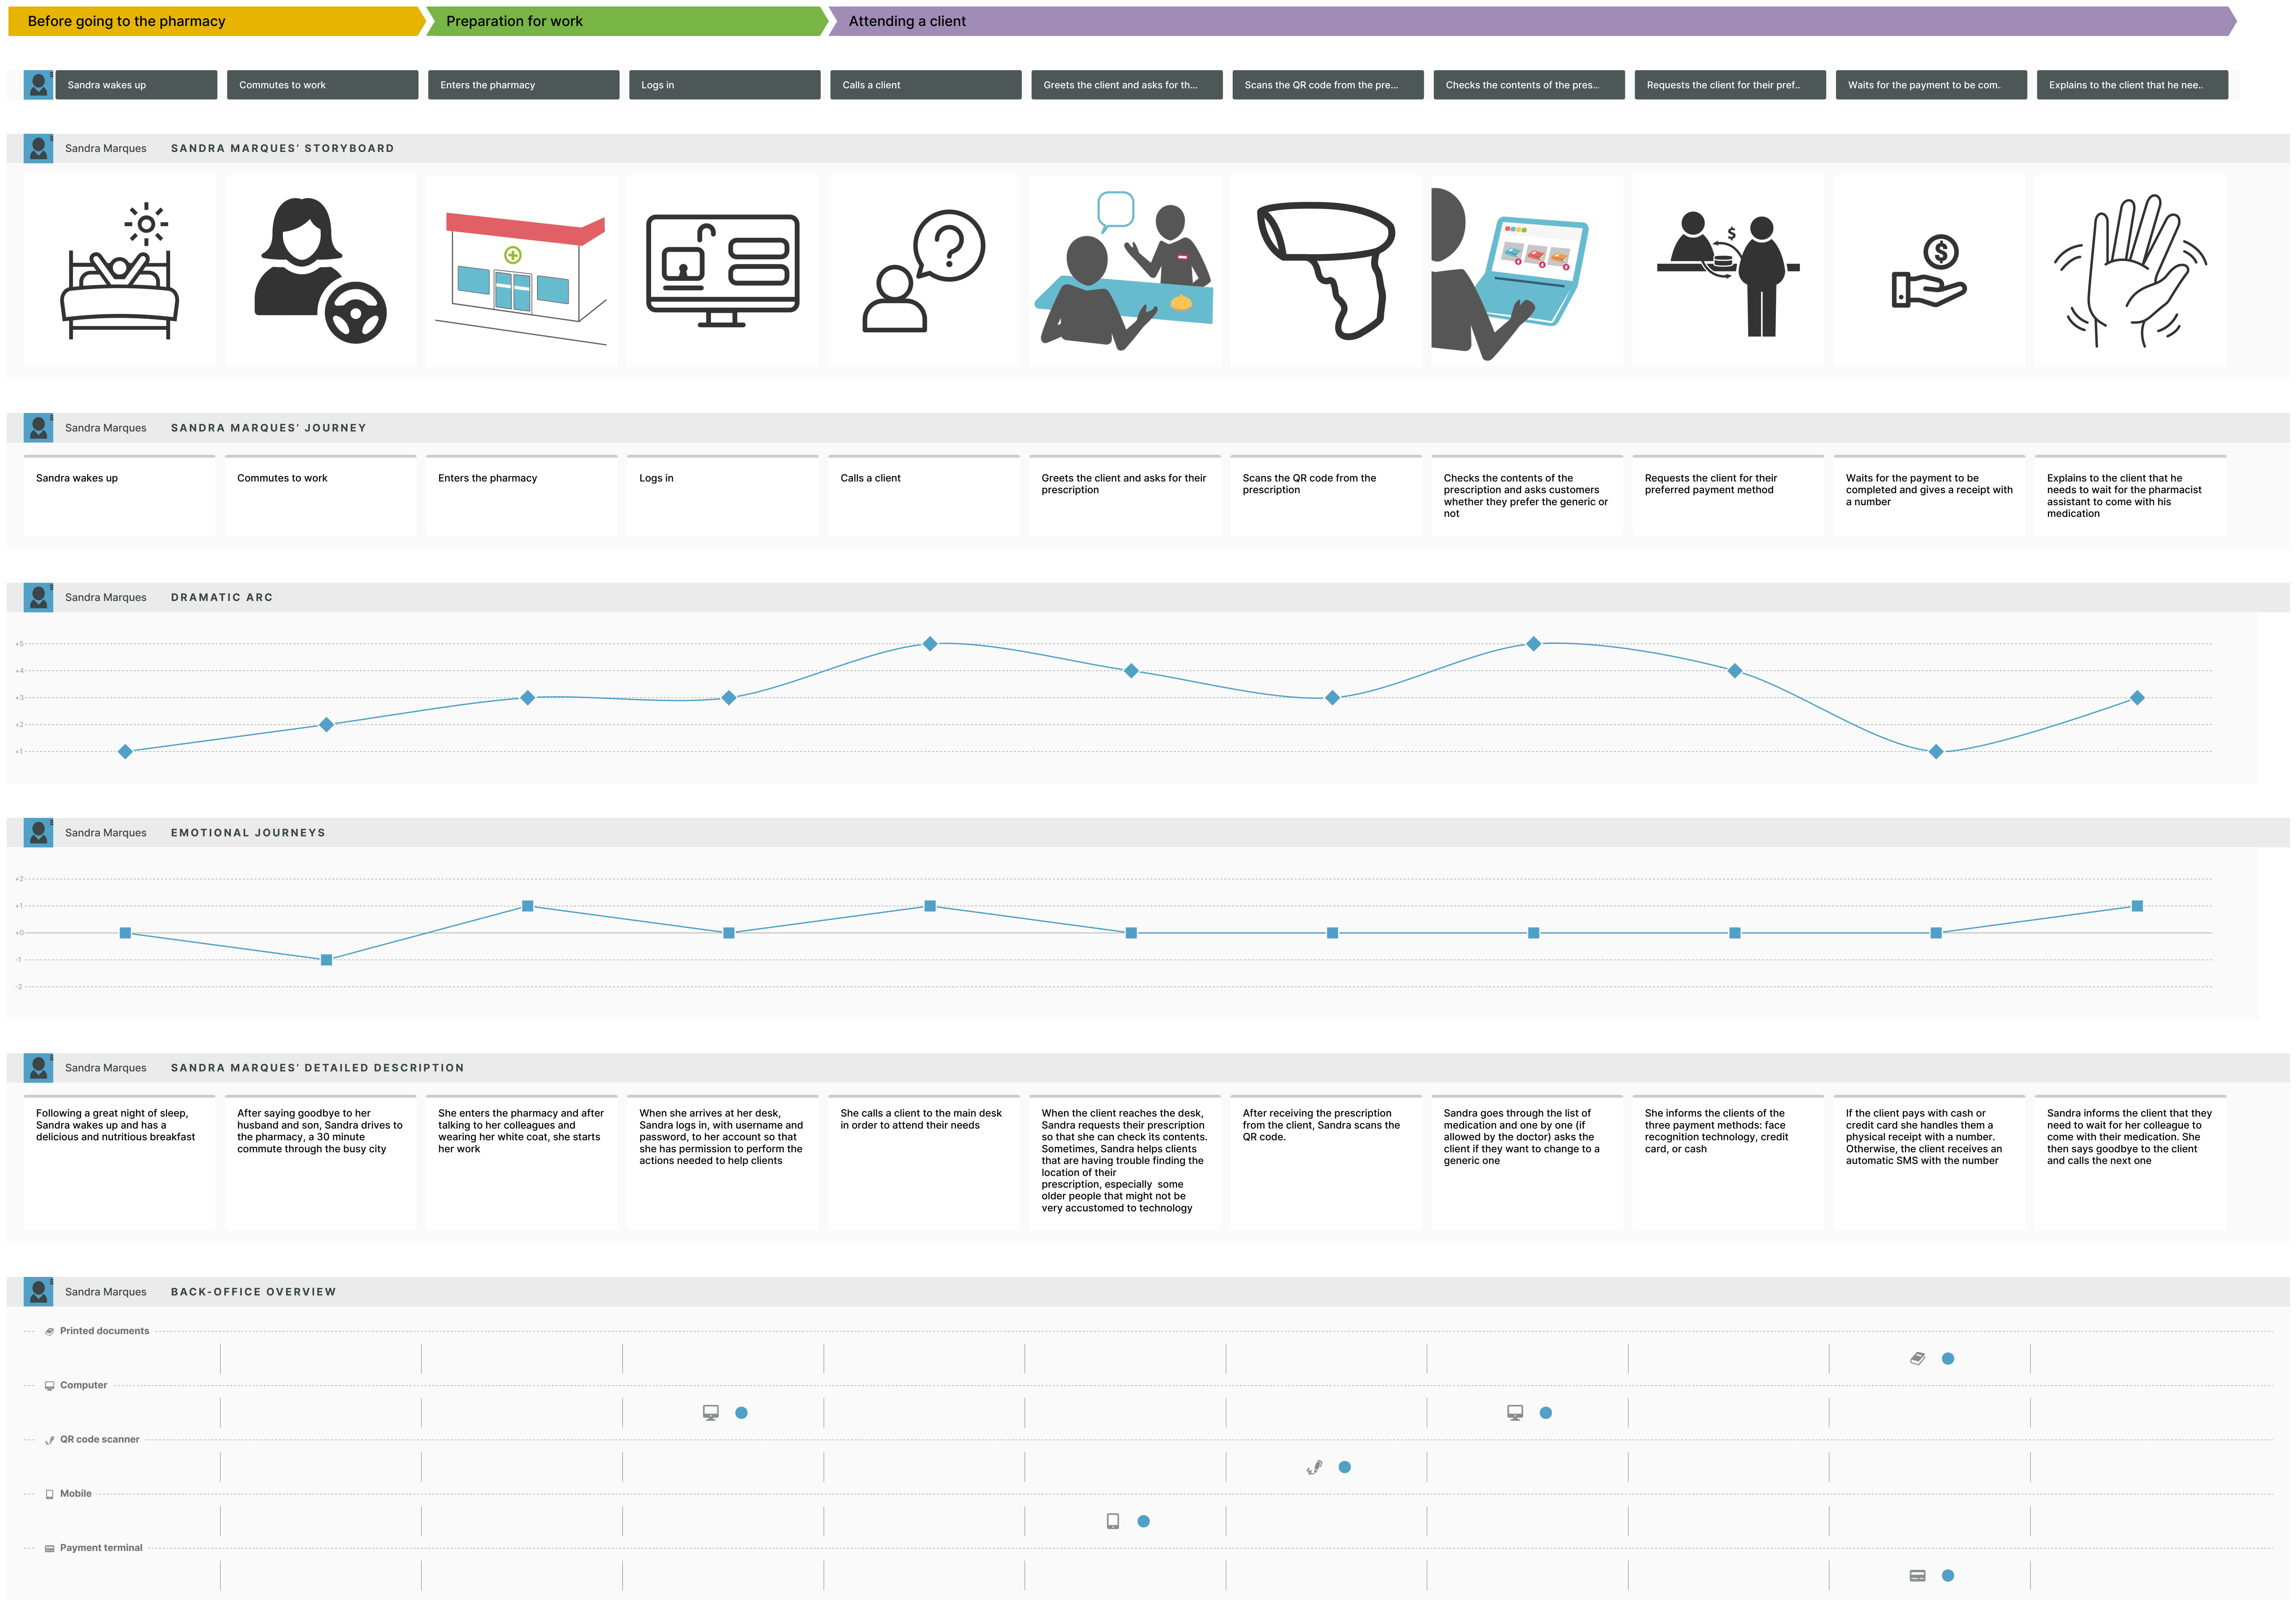 Before going to the pharmacy
Preparation for work
Attending a client
Sandra wakes up
Commutes to work
Enters the pharmacy
Logs in
Calls a client
Greets the client and asks for th...
Scans the QR code from the pre...
Checks the contents of the pres...
Requests the client for their pref..
Waits for the payment to be com.
Explains to the client that he nee..
Sandra Marques SANDRA MARQUES' STORYBOARD
$
$
Sandra Marques SANDRA MARQUES' JOURNEY
Sandra wakes up
Commutes to work
Enters the pharmacy
Logs in
Calls a client
Greets the client and asks for their
prescription
Scans the QR code from the
prescription
Checks the contents of the
prescription and asks customers
whether they prefer the generic or
not
Requests the client for their
preferred payment method
Waits for the payment to be
completed and gives a receipt with
a number
Explains to the client that he
needs to wait for the pharmacist
assistant to come with his
medication
Sandra Marques DRAMATIC ARC
+5
+4
+3
+2
+1
Sandra Marques EMOTIONAL JOURNEYS
+2
+1
+0
-1
-2
Sandra Marques SANDRA MARQUES' DETAILED DESCRIPTION
Following a great night of sleep,
Sandra wakes up and has a
delicious and nutritious breakfast
After saying goodbye to her
husband and son, Sandra drives to
the pharmacy, a 30 minute
commute through the busy city
She enters the pharmacy and after
talking to her colleagues and
wearing her white coat, she starts
her work
When she arrives at her desk,
Sandra logs in, with username and
password, to her account so that
she has permission to perform the
actions needed to help clients
She calls a client to the main desk
in order to attend their needs
When the client reaches the desk,
Sandra requests their prescription
so that she can check its contents.
Sometimes, Sandra helps clients
that are having trouble finding the
location of their
prescription, especially some
older people that might not be
very accustomed to technology
After receiving the prescription
from the client, Sandra scans the
QR code.
Sandra goes through the list of
medication and one by one (if
allowed by the doctor) asks the
client if they want to change to a
generic one
She informs the clients of the
three payment methods: face
recognition technology, credit
card, or cash
If the client pays with cash or
credit card she handles them a
physical receipt with a number.
Otherwise, the client receives an
automatic SMS with the number
Sandra informs the client that they
need to wait for her colleague to
come with their medication. She
then says goodbye to the client
and calls the next one
Sandra Marques BACK-OFFICE OVERVIEW
Printed documents
Computer
QR code scanner
Mobile
Payment terminal